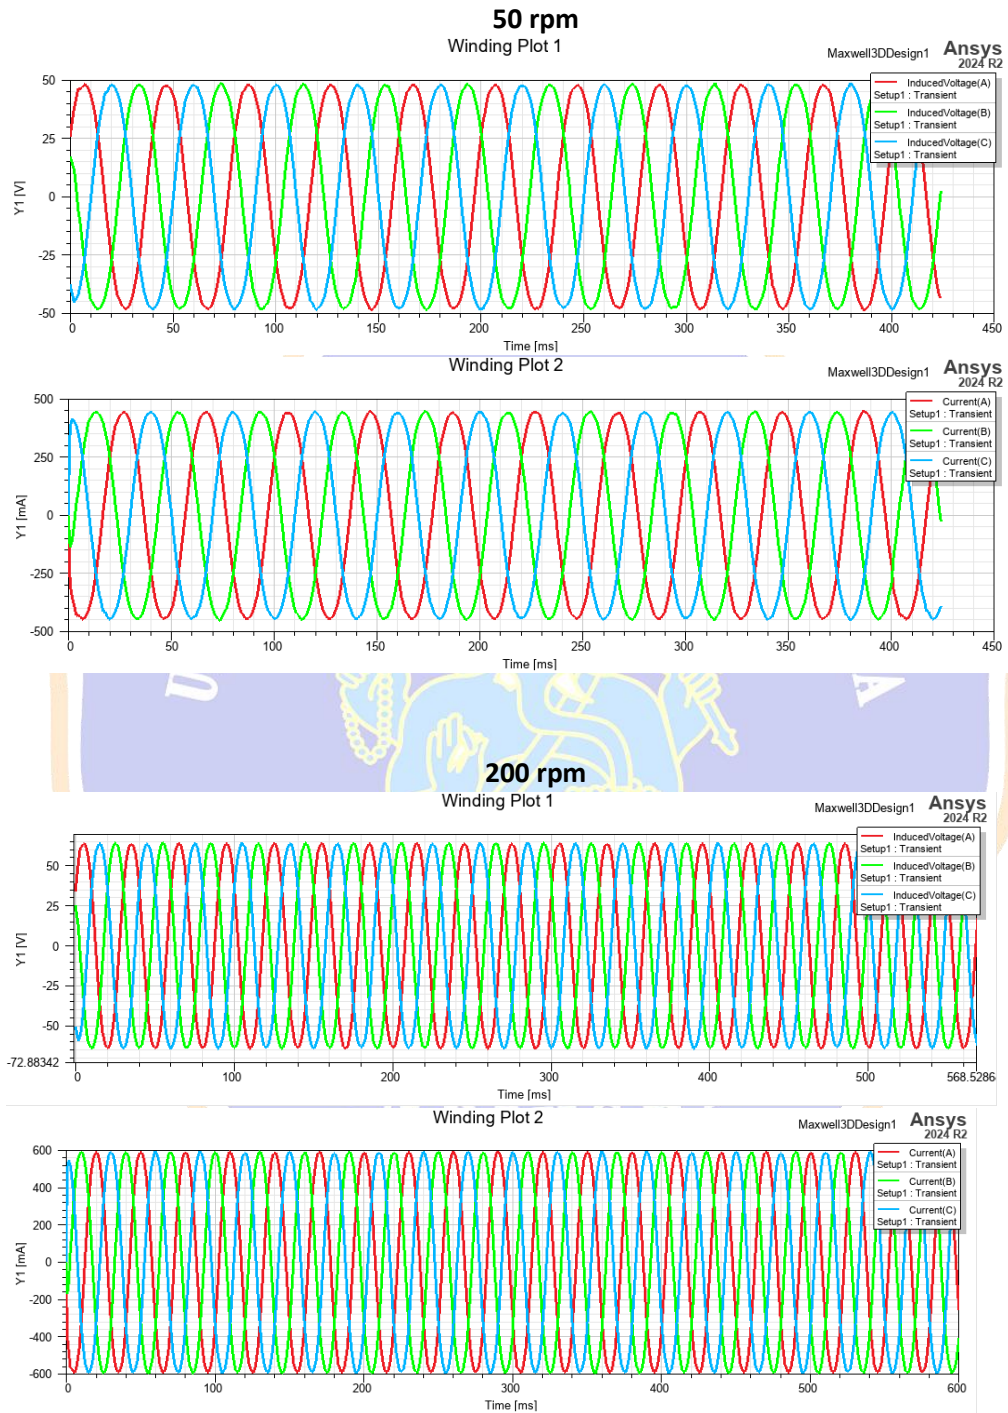 50 rpm
Winding Plot 1
Maxwell3DDesign1
Ansys
2024 R2
InducedVoltage(A)
Setup1 : Transient
InducedVoltage(B)
Setup1 : Transient
InducedVoltage(C)
Setup1 : Transient
Y1 [V]
50
25
0
-25
-50
0 50 100 150 200 250 300 350 400 450
Time [ms]
Winding Plot 2
Maxwell3DDesign1
Ansys
2024 R2
Current(A)
Setup1 : Transient
Current(B)
Setup1 : Transient
Current(C)
Setup1 : Transient
Y1 [mA]
500
250
0
-250
-500
0 50 100 150 200 250 300 350 400 450
Time [ms]
U
A
200 rpm
Winding Plot 1
Maxwell3DDesign1
Ansys
2024 R2
InducedVoltage(A)
Setup1 : Transient
InducedVoltage(B)
Setup1 : Transient
InducedVoltage(C)
Setup1 : Transient
Y1 [V]
50
25
0
-25
-50
-72.88342
0 100 200 300 400 500 568.5286
Time [ms]
Winding Plot 2
Maxwell3DDesign1
Ansys
2024 R2
Current(A)
Setup1 : Transient
Current(B)
Setup1 : Transient
Current(C)
Setup1 : Transient
Y1 [mA]
600
400
200
0
-200
-400
-600
0 100 200 300 400 500 600
Time [ms]